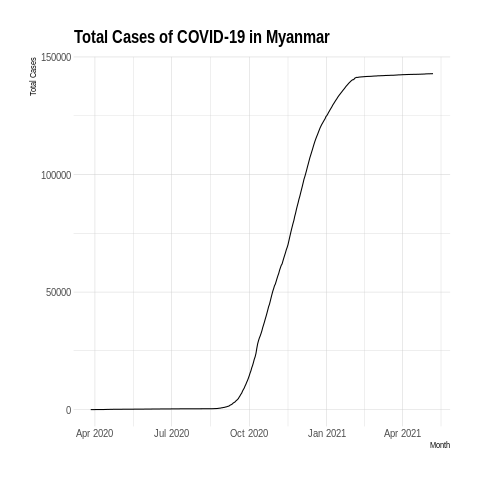 Total Cases of COVID-19 in Myanmar
Total Cases
150000
100000
50000
0
Apr 2020 Jul 2020 Oct 2020 Jan 2021 Apr 2021
Month